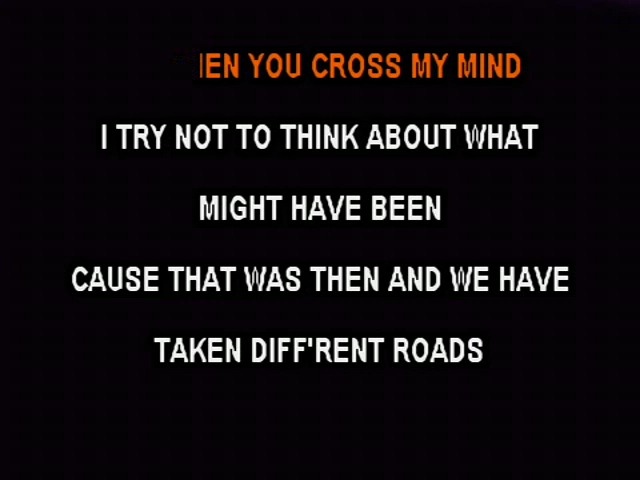 YOU CROSS MY MIND
I TRY NOT TO THINK ABOUT WHAT
MIGHT HAVE BEEN
CAUSE THAT WAS THEN AND WE HAVE
TAKEN DIFF'RENT ROADS